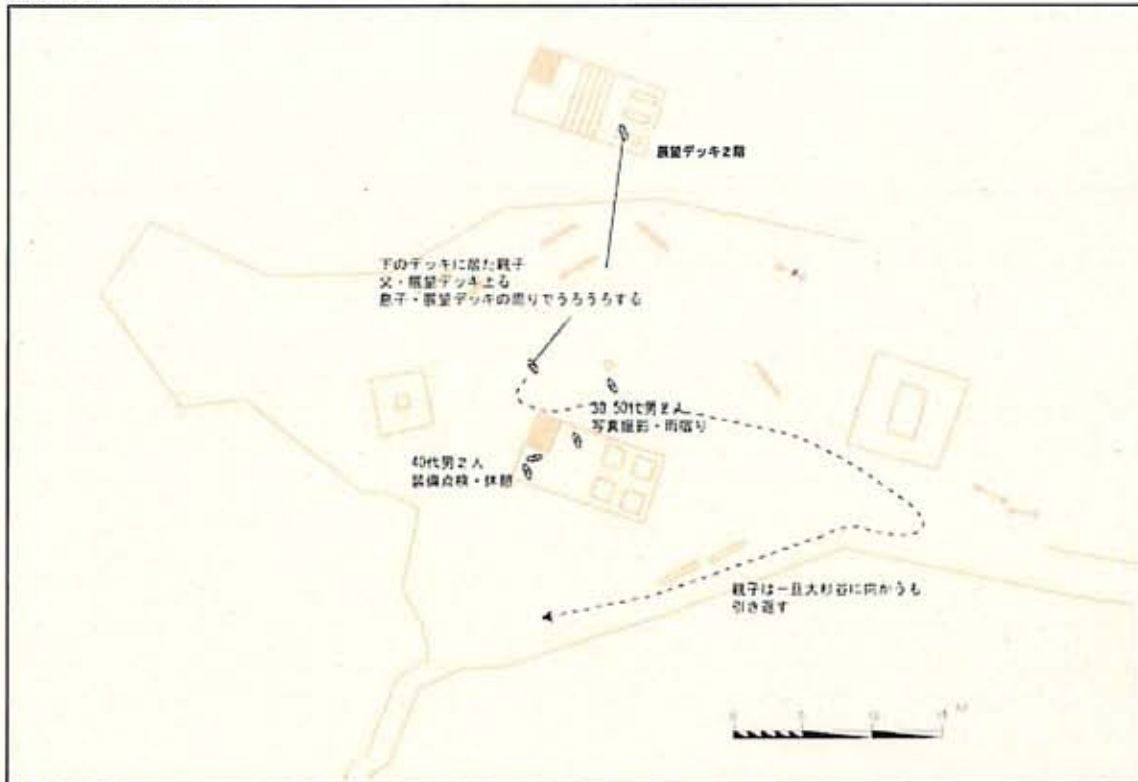 展望デッキ2階
下のデッキに居た親子
父・展望デッキ上る
息子・展望デッキの周りでうろうろする
30 50代男2人
写真撮影・雨宿り
40代男2人
装備点検・休憩
親子は一旦大杉谷に向かうも
引き返す